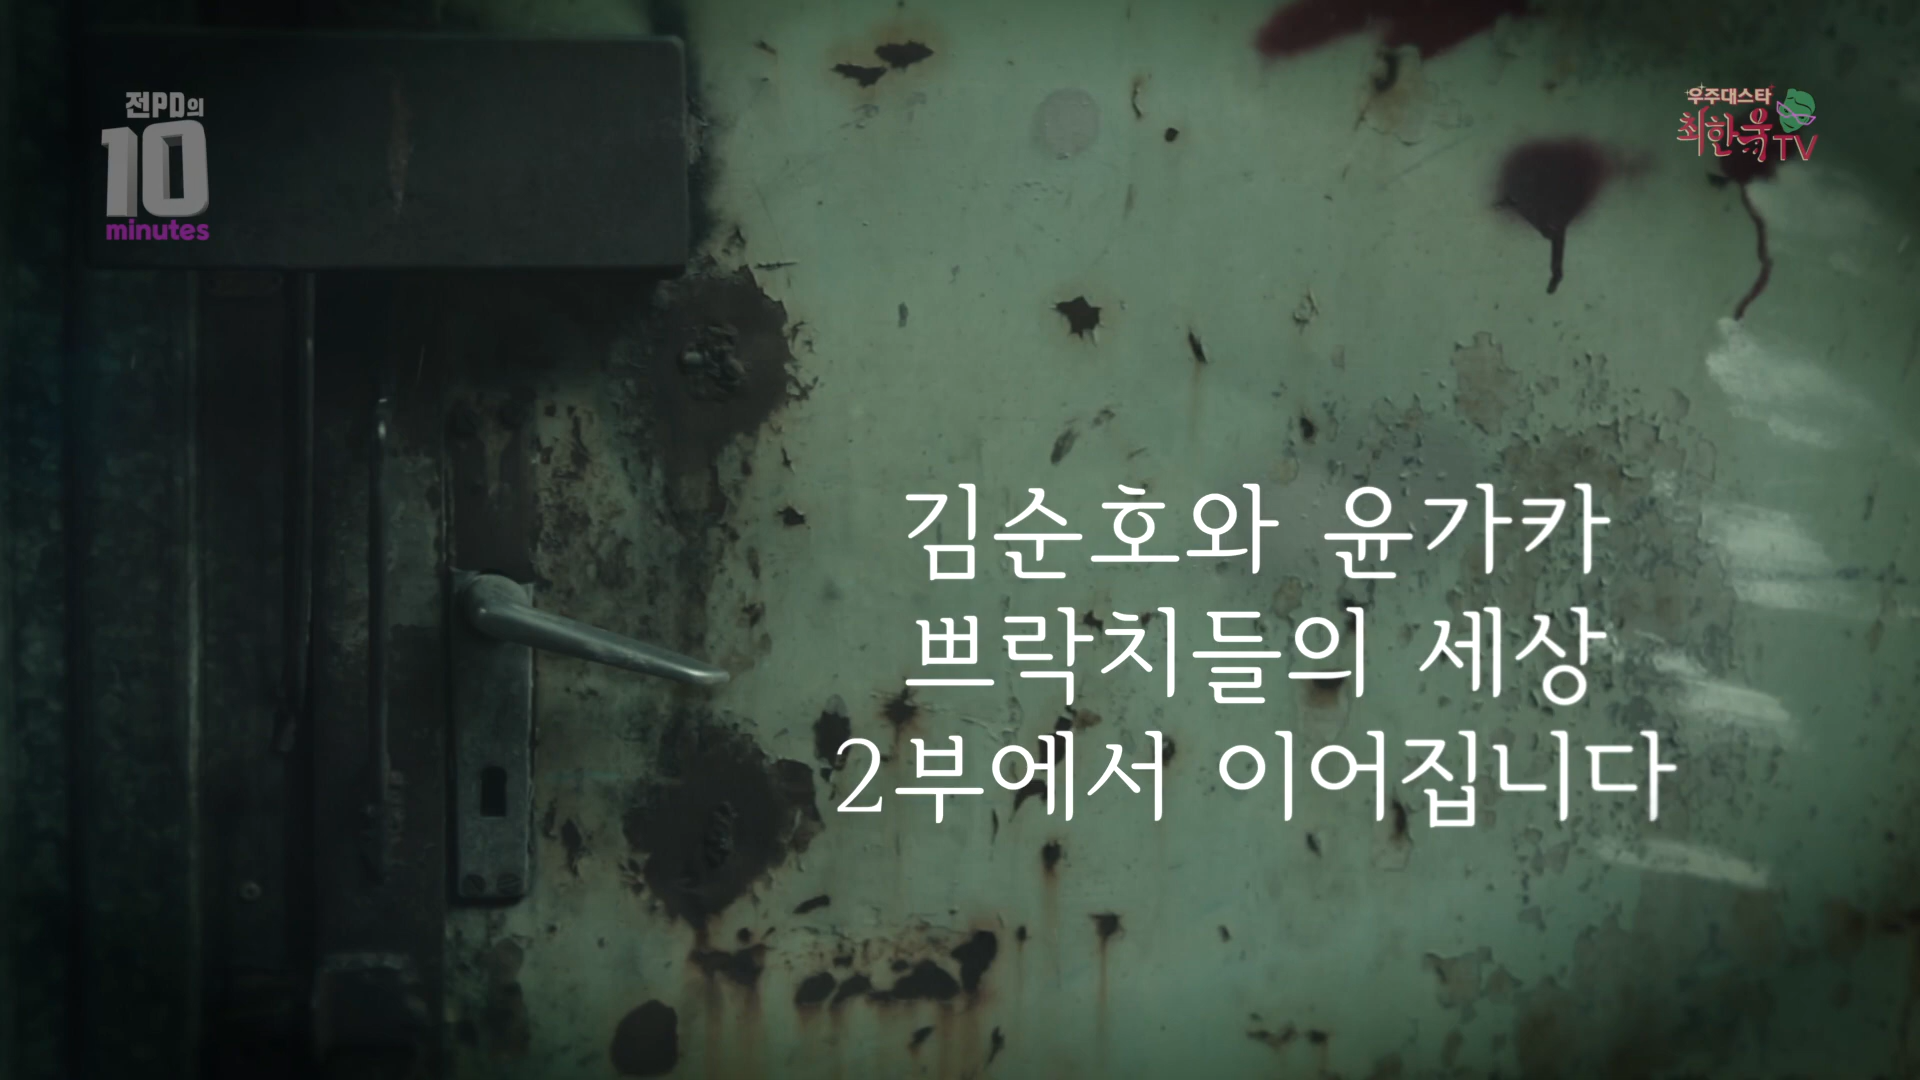 전PD의
10
minutes
우주대스타
최한욱TV
김순호와 윤가카
쁘락치들의 세상
2부에서 이어집니다